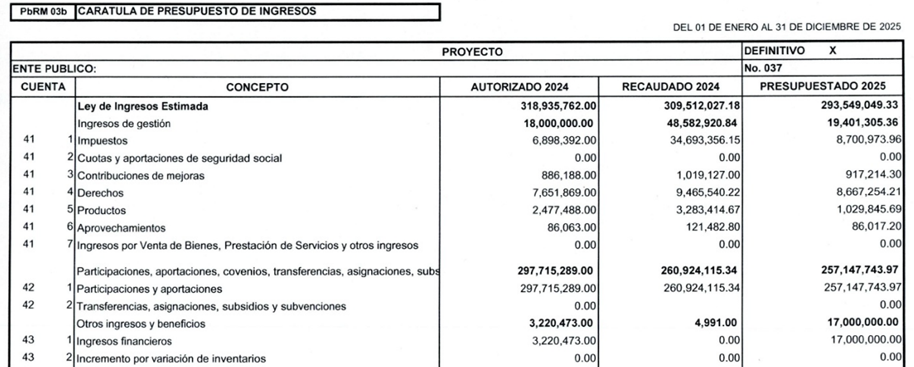 PbRM 03b CARATULA DE PRESUPUESTO DE INGRESOS
DEL 01 DE ENERO AL 31 DE DICIEMBRE DE 2025
PROYECTO DEFINITIVO X
ENTE PUBLICO: No. 037
CUENTA CONCEPTO AUTORIZADO 2024 RECAUDADO 2024 PRESUPUESTADO 2025
Ley de Ingresos Estimada 318,935,762.00 309,512,027.18 293,549,049.33
Ingresos de gestión 18,000,000.00 48,582,920.84 19,401,305.36
41 1 Impuestos 6,898,392.00 34,693,356.15 8,700,973.96
41 2 Cuotas y aportaciones de seguridad social 0.00 0.00 0.00
41 3 Contribuciones de mejoras 886,188.00 1,019,127.00 917,214.30
41 4 Derechos 7,651,869.00 9,465,540.22 8,667,254.21
41 5 Productos 2,477,488.00 3,283,414.67 1,029,845.69
41 6 Aprovechamientos 86,063.00 121,482.80 86,017.20
41 7 Ingresos por Venta de Bienes, Prestación de Servicios y otros ingresos 0.00 0.00 0.00
Participaciones, aportaciones, covenios, transferencias, asignaciones, subs 297,715,289.00 260,924,115.34 257,147,743.97
42 1 Participaciones y aportaciones 297,715,289.00 260,924,115.34 257,147,743.97
42 2 Transferencias, asignaciones, subsidios y subvenciones 0.00 0.00
Otros ingresos y beneficios 3,220,473.00 4,991.00 17,000,000.00
43 1 Ingresos financieros 3,220,473.00 0.00 17,000,000.00
43 2 Incremento por variación de inventarios 0.00 0.00 0.00